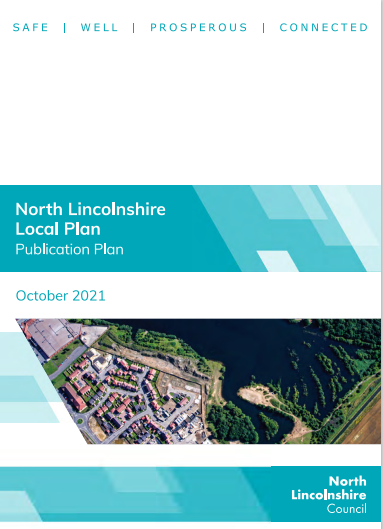 SAFE | WELL | PROSPEROUS | CONNECTED
North Lincolnshire
Local Plan
Publication Plan
October 2021
North
Lincolnshire
Council